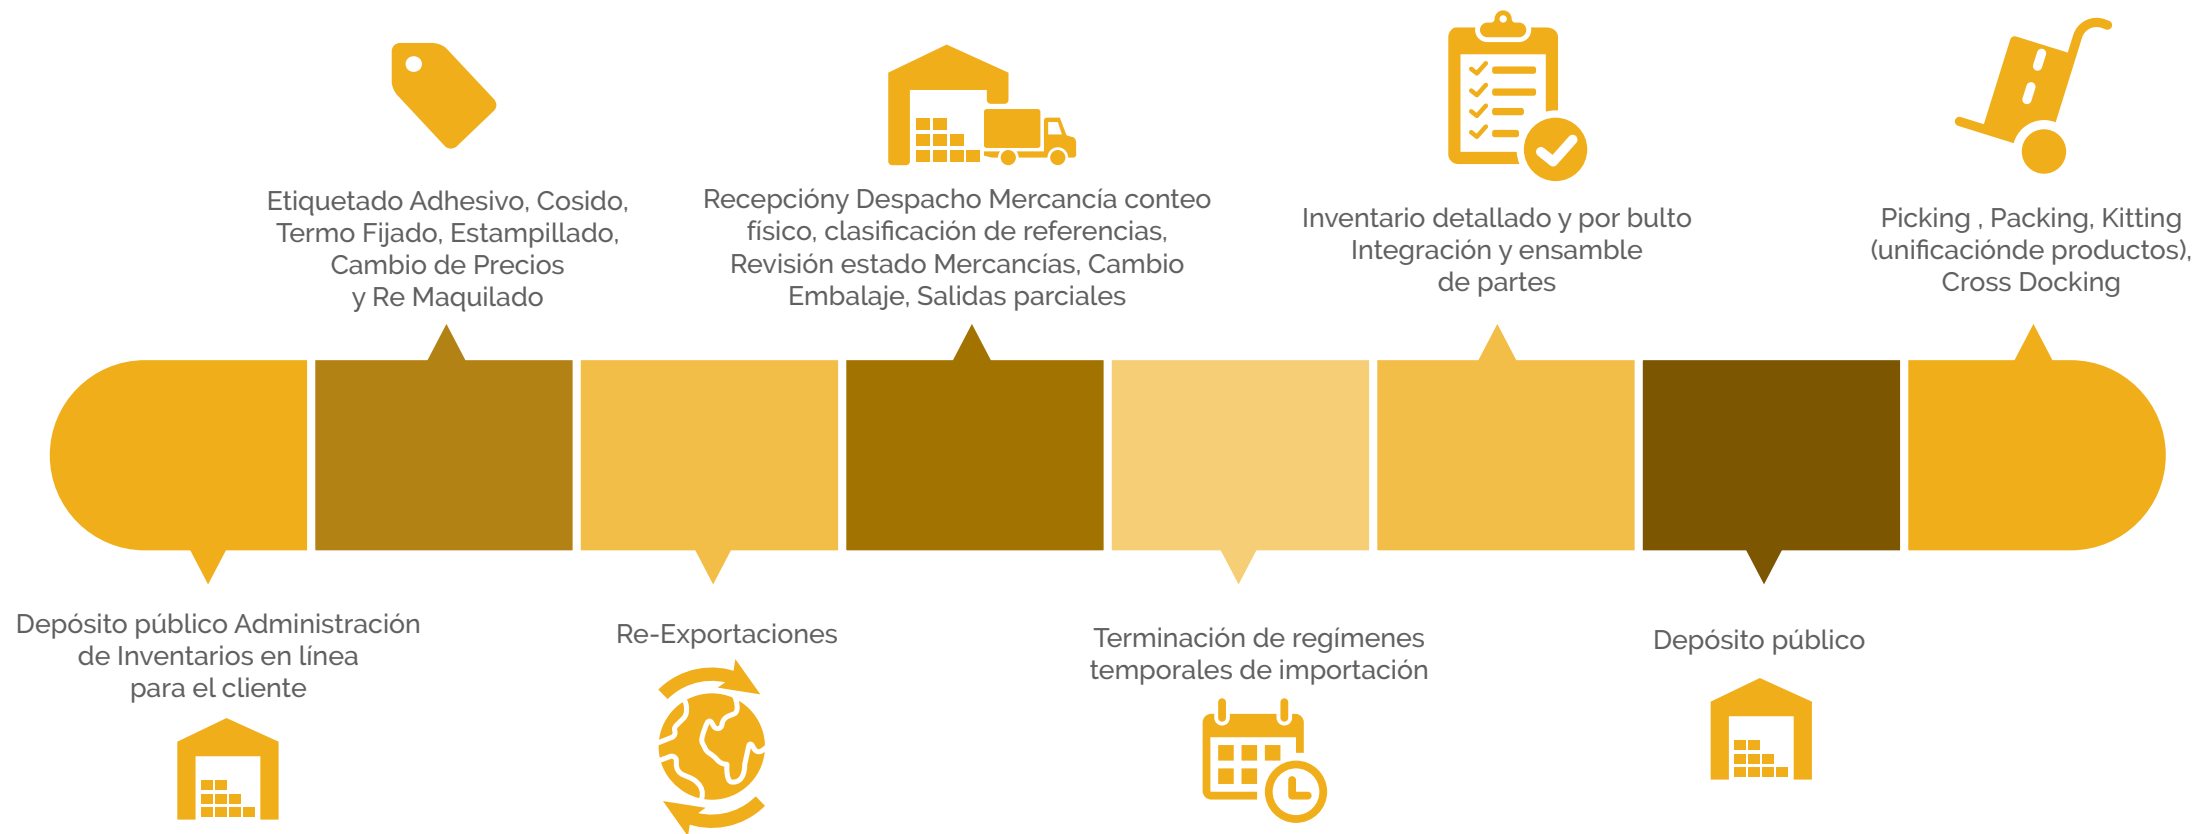 Etiquetado Adhesivo, Cosido,
Termo Fijado, Estampillado,
Cambio de Precios
y Re Maquilado
Recepcióny Despacho Mercancía conteo
físico, clasificación de referencias,
Revisión estado Mercancías, Cambio
Embalaje, Salidas parciales
Inventario detallado y por bulto
Integración y ensamble
de partes
Picking , Packing, Kitting
(unificaciónde productos),
Cross Docking
Depósito público Administración
de Inventarios en línea
para el cliente
Re-Exportaciones
Terminación de regímenes
temporales de importación
Depósito público